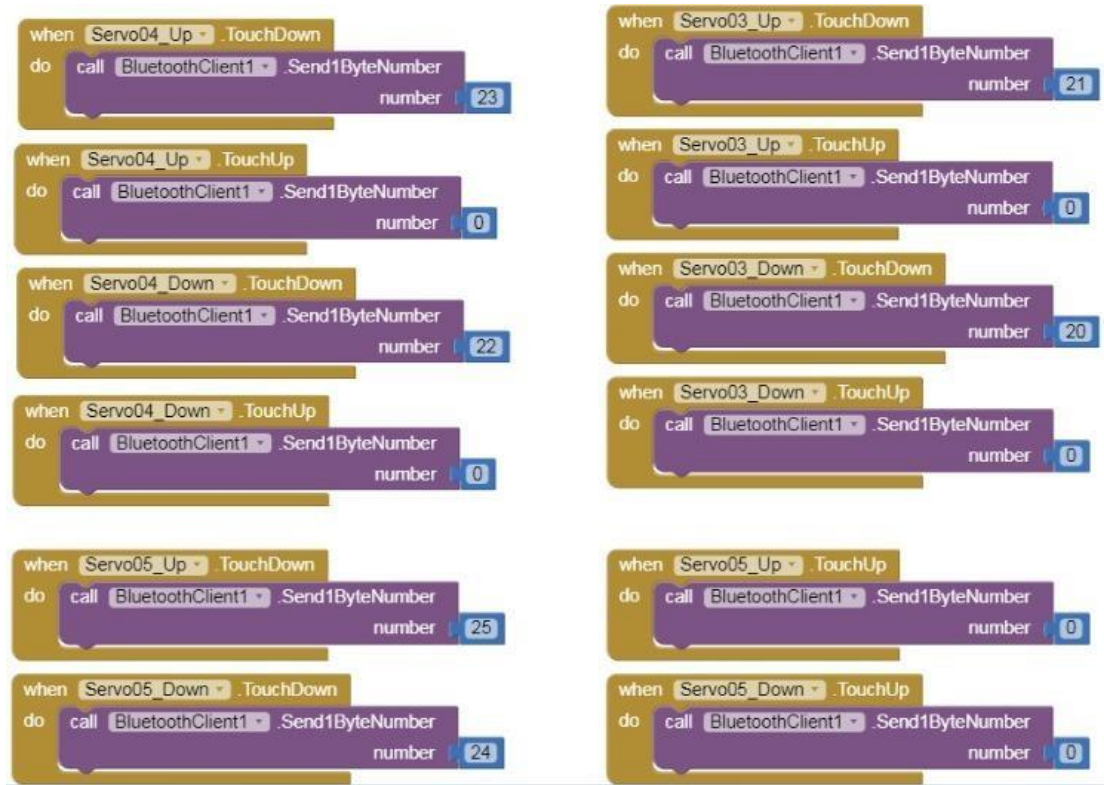 when Servo04_Up .TouchDown
do call BluetoothClient1 .Send1ByteNumber
number 23
when Servo04_Up .TouchUp
do call BluetoothClient1 .Send1ByteNumber
number 0
when Servo04_Down .TouchDown
do call BluetoothClient1 .Send1ByteNumber
number 22
when Servo04_Down .TouchUp
do call BluetoothClient1 .Send1ByteNumber
number 0
when Servo03_Up .TouchDown
do call BluetoothClient1 .Send1ByteNumber
number 21
when Servo03_Up .TouchUp
do call BluetoothClient1 .Send1ByteNumber
number 0
when Servo03_Down .TouchDown
do call BluetoothClient1 .Send1ByteNumber
number 20
when Servo03_Down .TouchUp
do call BluetoothClient1 .Send1ByteNumber
number 0
when Servo05_Up .TouchDown
do call BluetoothClient1 .Send1ByteNumber
number 25
when Servo05_Down .TouchDown
do call BluetoothClient1 .Send1ByteNumber
number 24
when Servo05_Up .TouchUp
do call BluetoothClient1 .Send1ByteNumber
number 0
when Servo05_Down .TouchUp
do call BluetoothClient1 .Send1ByteNumber
number 0